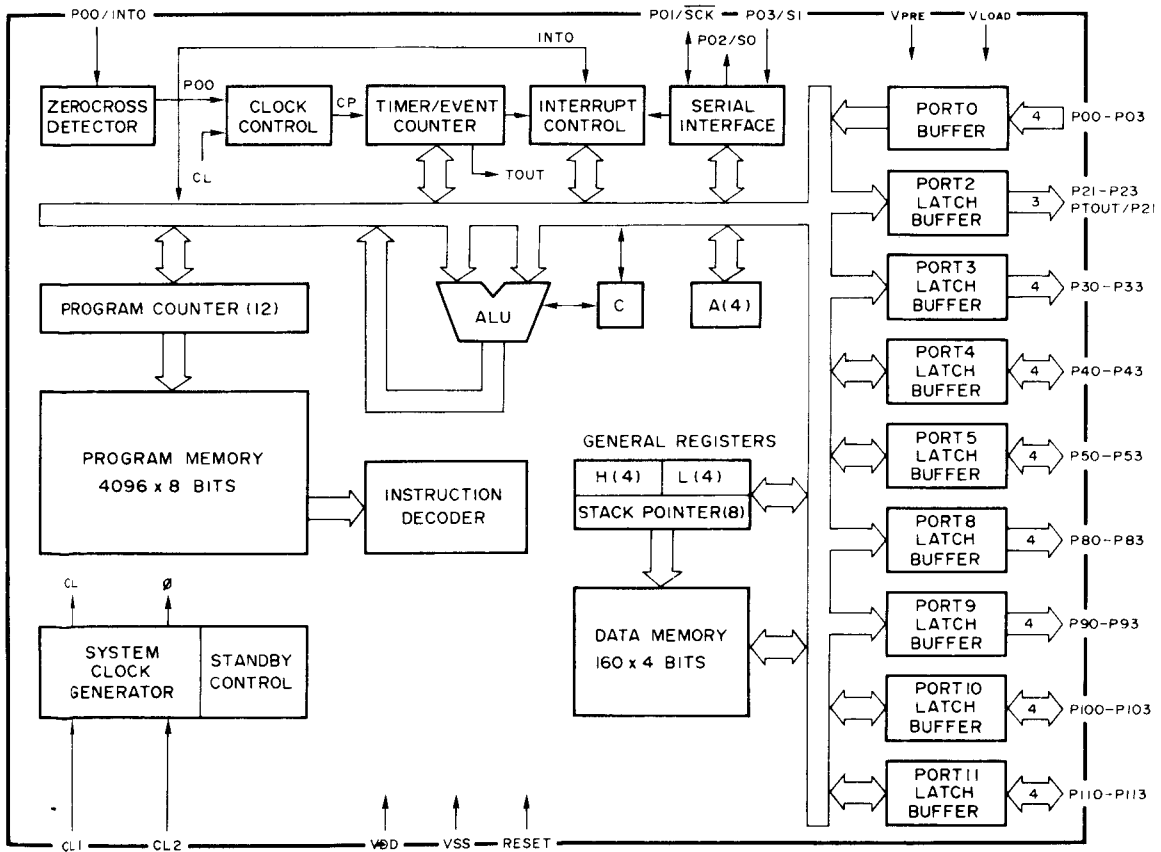 P00/INT0
P01/SCK
P03/S1
P02/S0
VPRE
VLOAD
INT0
ZEROCROSS
DETECTOR
P00
CLOCK
CONTROL
CL
CP
TIMER/EVENT
COUNTER
TOUT
INTERRUPT
CONTROL
SERIAL
INTERFACE
PORT0
BUFFER
4
P00-P03
PORT2
LATCH
BUFFER
3
P21-P23
PTOUT/P21
PORT3
LATCH
BUFFER
4
P30-P33
PROGRAM COUNTER (12)
ALU
C
A(4)
PORT4
LATCH
BUFFER
4
P40-P43
PROGRAM MEMORY
4096 x 8 BITS
INSTRUCTION
DECODER
GENERAL REGISTERS
H(4)
L(4)
STACK POINTER(8)
PORT5
LATCH
BUFFER
4
P50-P53
PORT8
LATCH
BUFFER
4
P80-P83
CL
Ø
SYSTEM
CLOCK
GENERATOR
STANDBY
CONTROL
DATA MEMORY
160 x 4 BITS
PORT9
LATCH
BUFFER
4
P90-P93
PORT10
LATCH
BUFFER
4
P100-P103
PORT11
LATCH
BUFFER
4
P110-P113
CL1
CL2
VDD
VSS
RESET